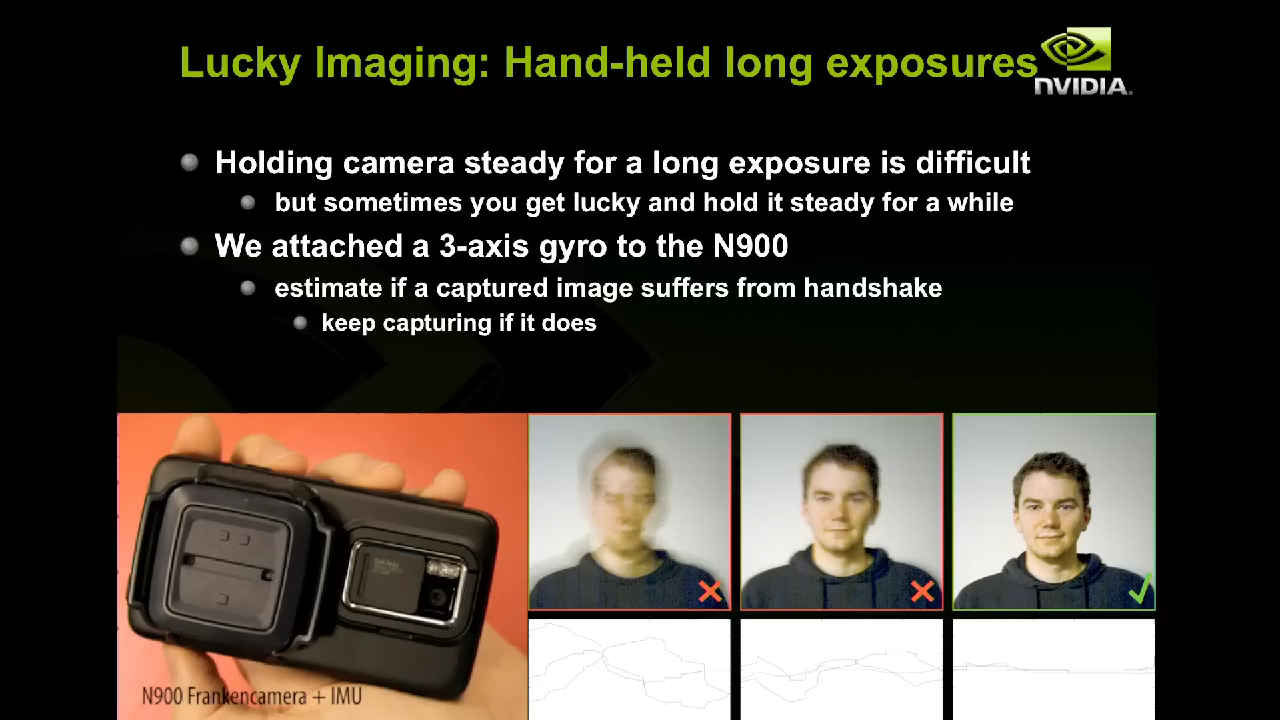 Lucky Imaging: Hand-held long exposures
NVIDIA
Holding camera steady for a long exposure is difficult
but sometimes you get lucky and hold it steady for a while
We attached a 3-axis gyro to the N900
estimate if a captured image suffers from handshake
keep capturing if it does
N900 Frankencamera + IMU